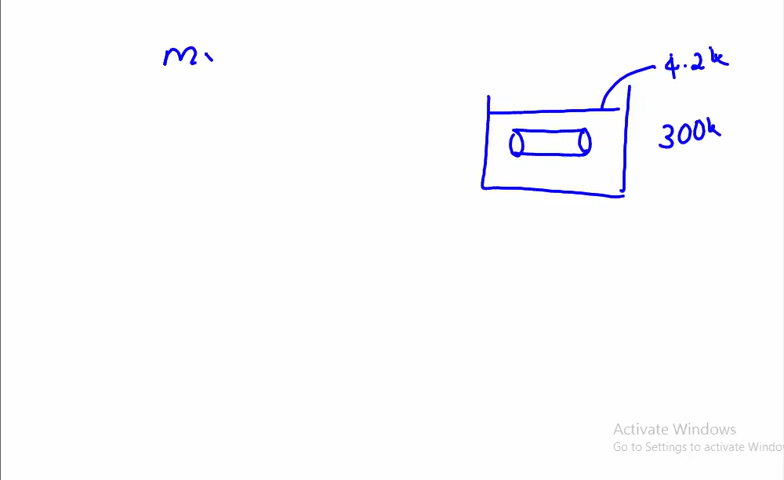 m
4.2k
300k
Activate Windows
Go to Settings to activate Windo